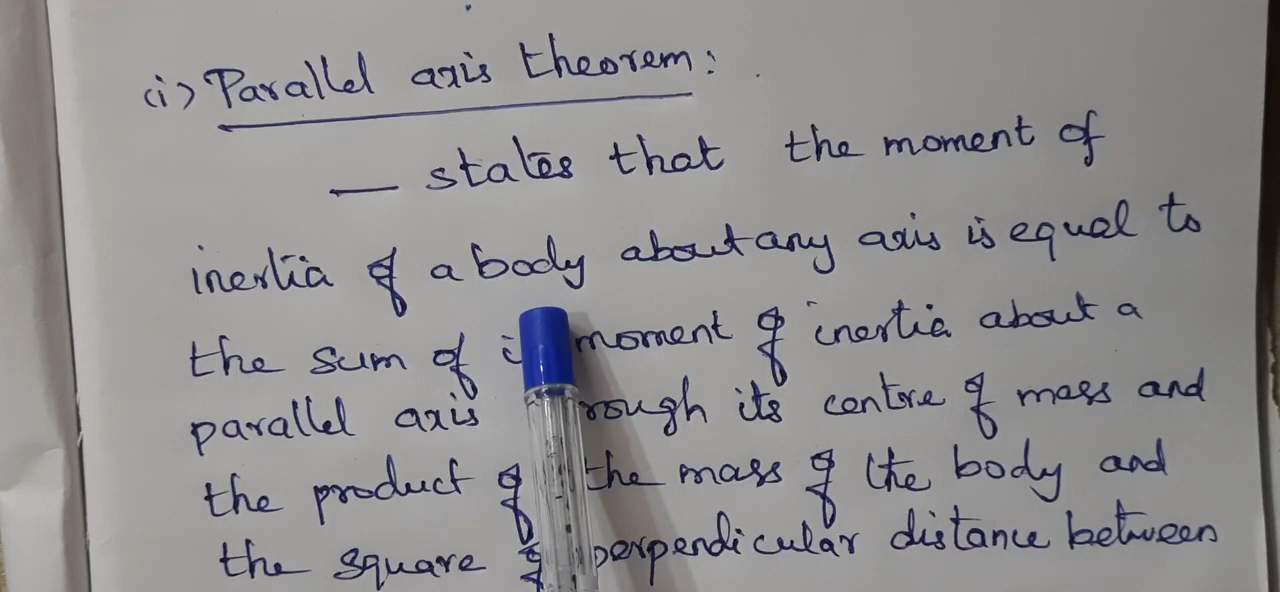 (i) Parallel axis theorem:
— states that the moment of
inertia of a body about any axis is equal to
the sum of moment of inertia about a
parallel axis rough its centre of mass and
the product of the mass of the body and
the square of perpendicular distance between